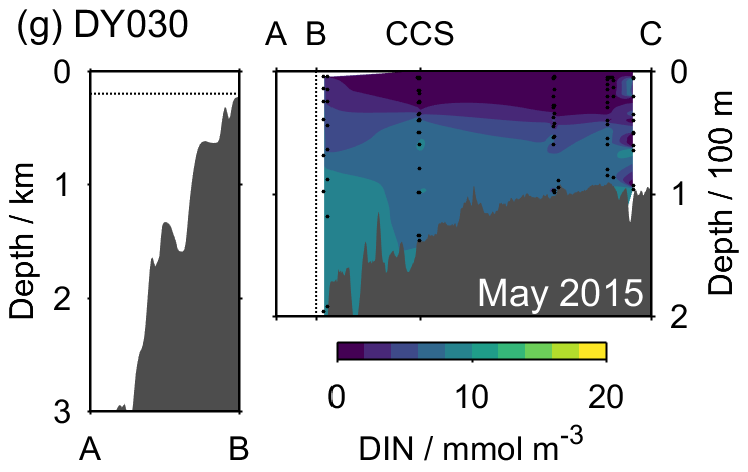 (g) DY030
A B CCS C
0
1
2
3
Depth / km
A B
0
1
2
Depth / 100 m
May 2015
0 10 20
DIN / mmol m⁻³